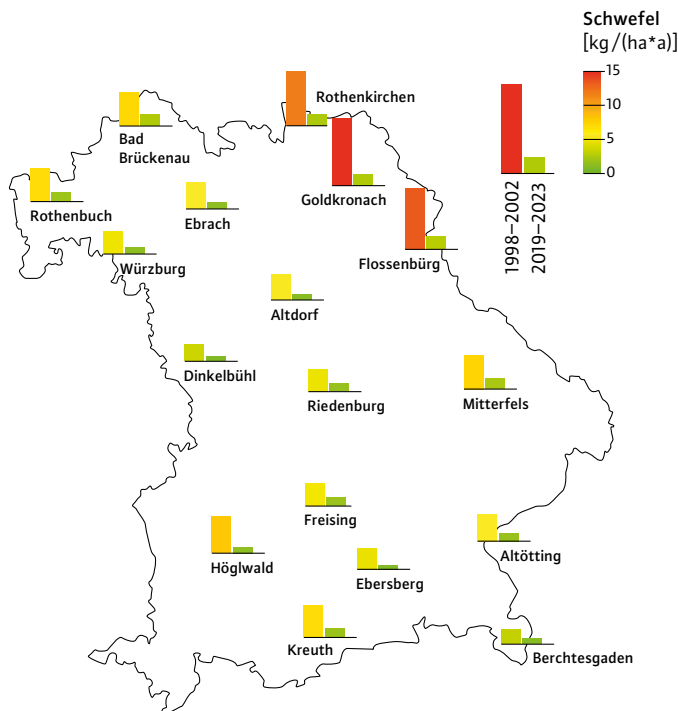 Schwefel
[kg/(ha*a)]
15
10
5
0
1998–2002
2019–2023
Rothenkirchen
Bad
Brückenau
Goldkronach
Rothenbuch
Ebrach
Flossenbürg
Würzburg
Altdorf
Dinkelbühl
Riedenburg
Mitterfels
Freising
Altötting
Höglwald
Ebersberg
Kreuth
Berchtesgaden